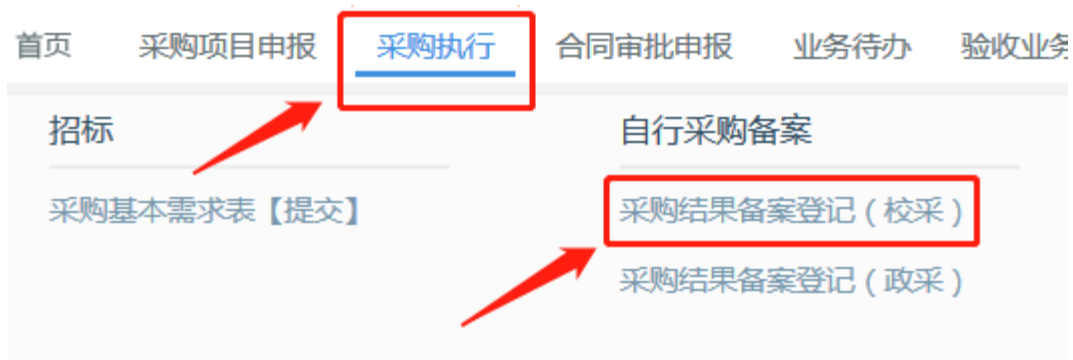 首页 采购项目申报 采购执行 合同审批申报 业务待办 验收业务
招标 自行采购备案
采购基本需求表【提交】 采购结果备案登记（校采）
采购结果备案登记（政采）